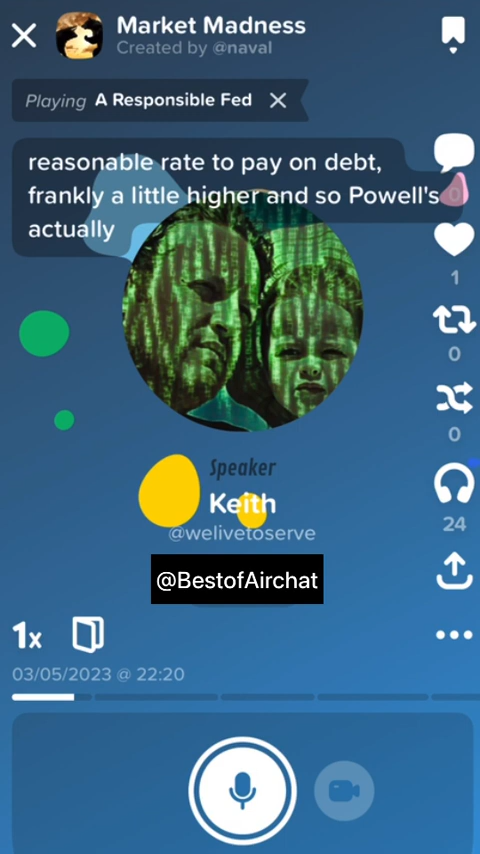 Market Madness
Created by @naval
Playing A Responsible Fed
reasonable rate to pay on debt,
frankly a little higher and so Powell's
actually
0
1
0
0
24
Speaker
Keith
@welivetoserve
@BestofAirchat
1x
03/05/2023 @ 22:20